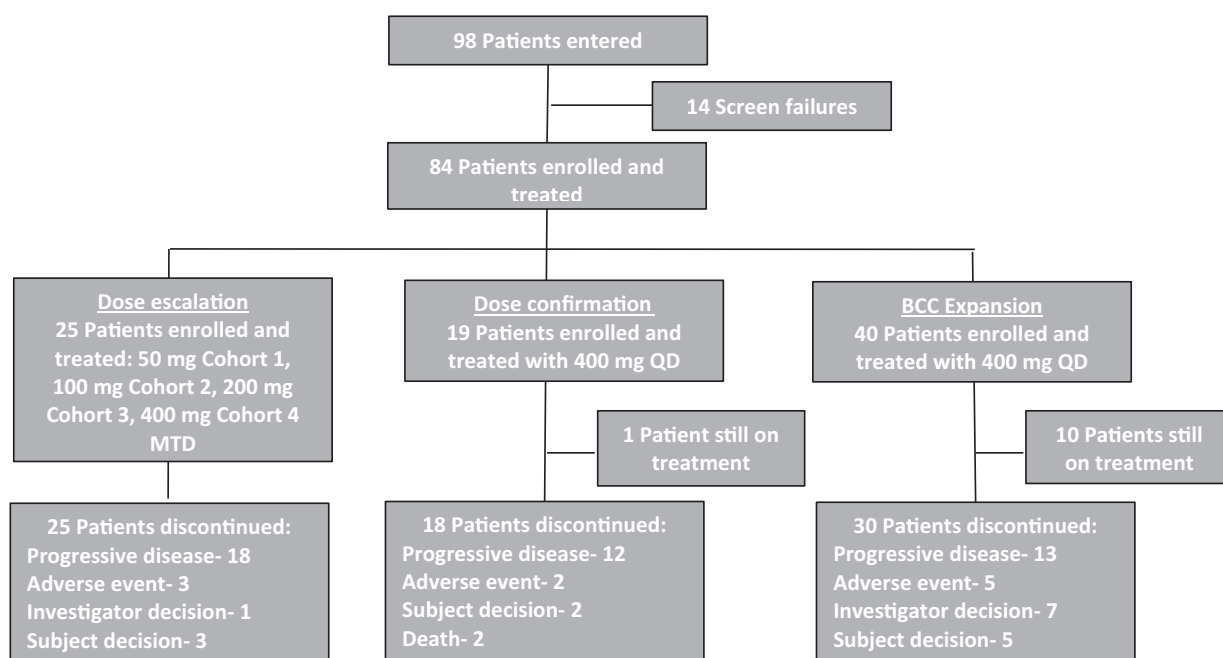 98 Patients entered
14 Screen failures
84 Patients enrolled and
treated
Dose escalation
25 Patients enrolled and
treated: 50 mg Cohort 1,
100 mg Cohort 2, 200 mg
Cohort 3, 400 mg Cohort 4
MTD
Dose confirmation
19 Patients enrolled and
treated with 400 mg QD
BCC Expansion
40 Patients enrolled and
treated with 400 mg QD
1 Patient still on
treatment
10 Patients still
on treatment
25 Patients discontinued:
Progressive disease- 18
Adverse event- 3
Investigator decision- 1
Subject decision- 3
18 Patients discontinued:
Progressive disease- 12
Adverse event- 2
Subject decision- 2
Death- 2
30 Patients discontinued:
Progressive disease- 13
Adverse event- 5
Investigator decision- 7
Subject decision- 5